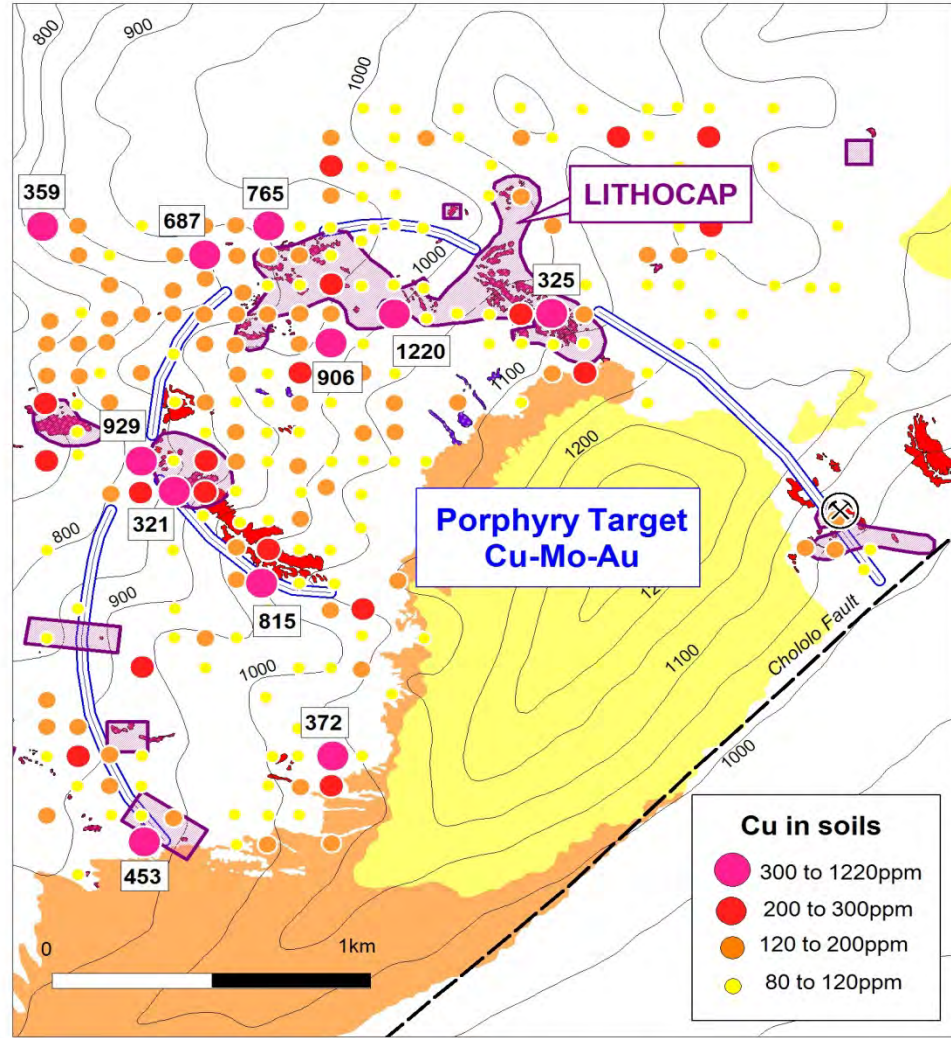 800
900
1000
359
765
687
LITHOCAP
1000
325
1220
906
1100
929
1200
321
Porphyry Target
Cu-Mo-Au
800
900
815
1000
1100
Chololo Fault
372
1000
453
0
1km
Cu in soils
300 to 1220ppm
200 to 300ppm
120 to 200ppm
80 to 120ppm